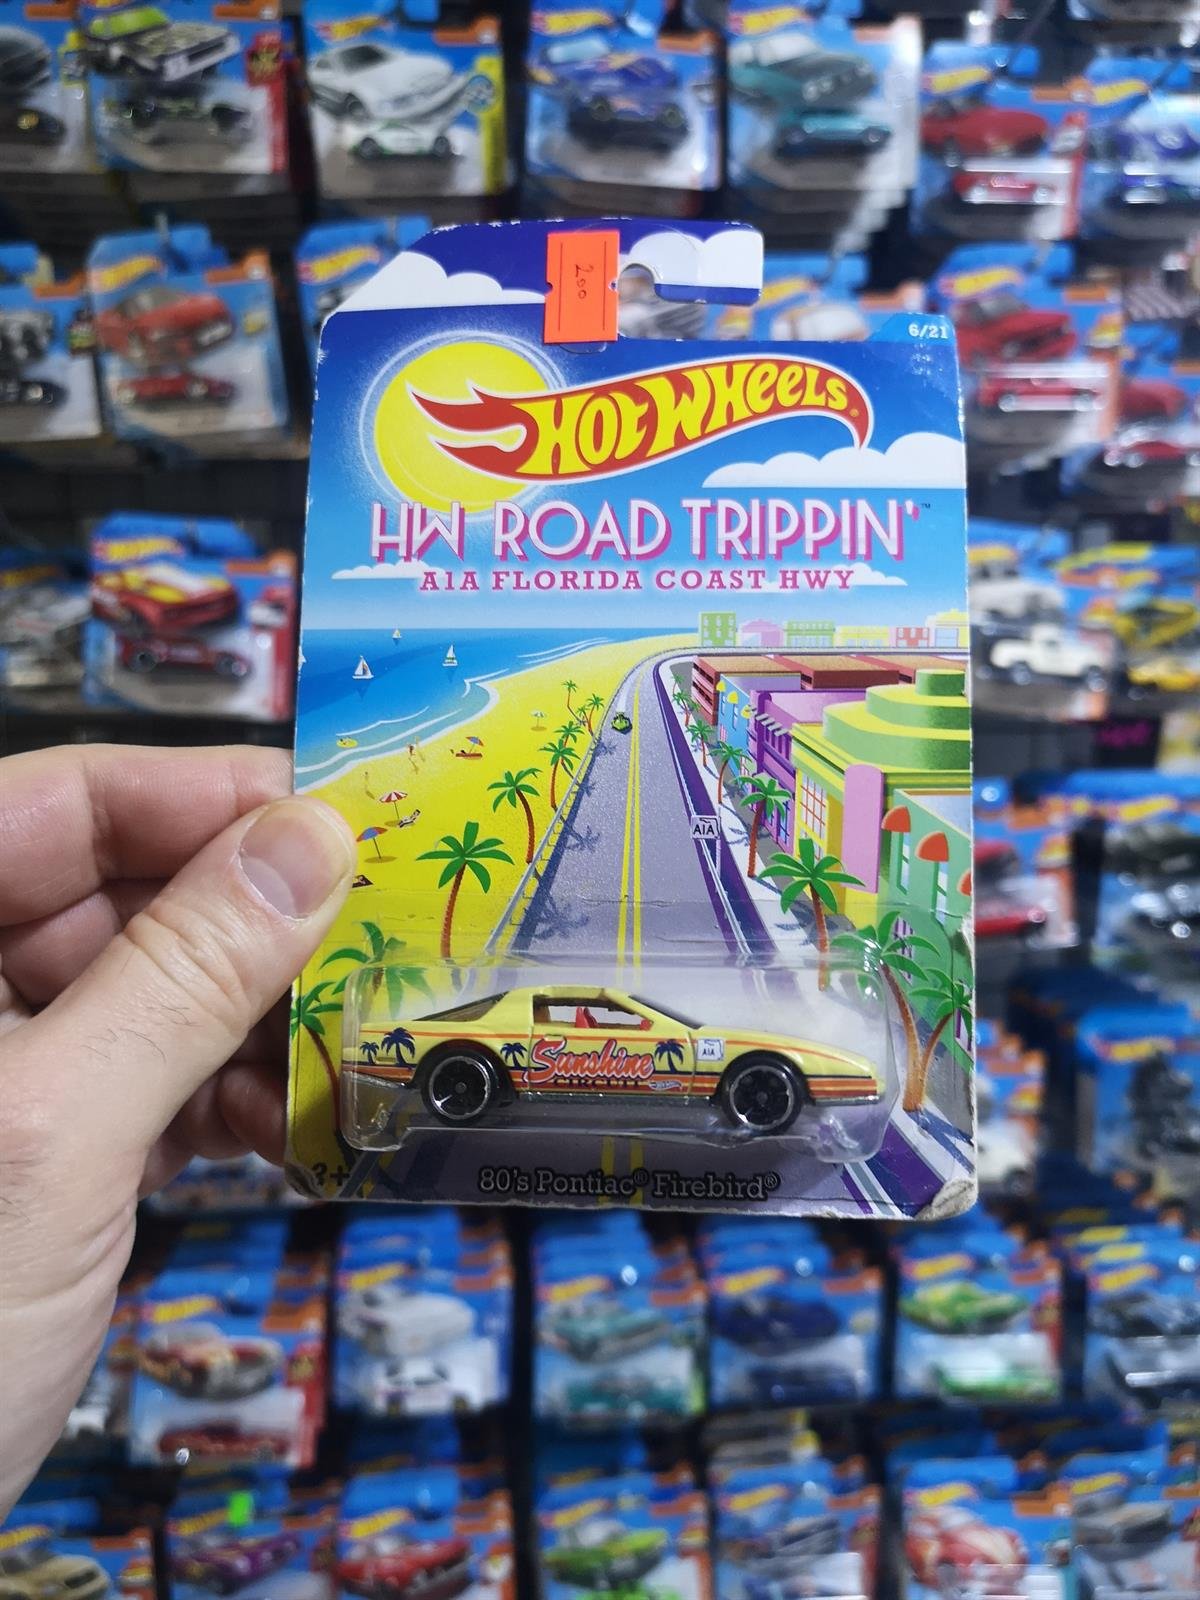 200
6/21
HOT WHEELS®
HW ROAD TRIPPIN'™
A1A FLORIDA COAST HWY
A1A
Sunshine
CIRCUIT
A1A
3+
80's Pontiac® Firebird®